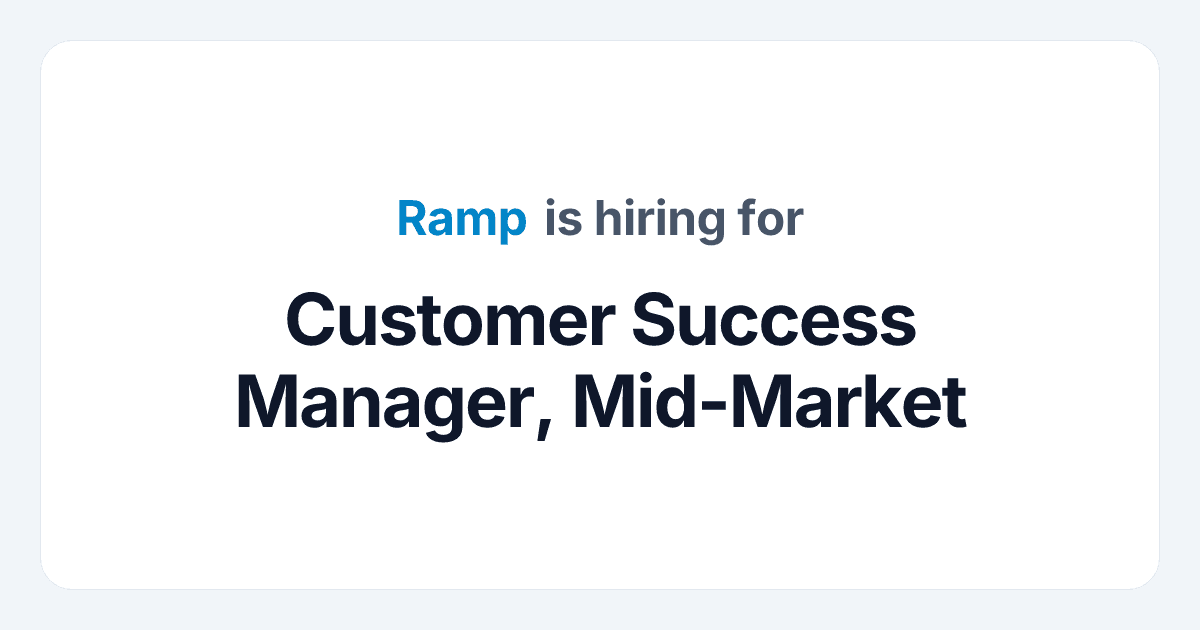 Ramp is hiring for
Customer Success
Manager, Mid-Market